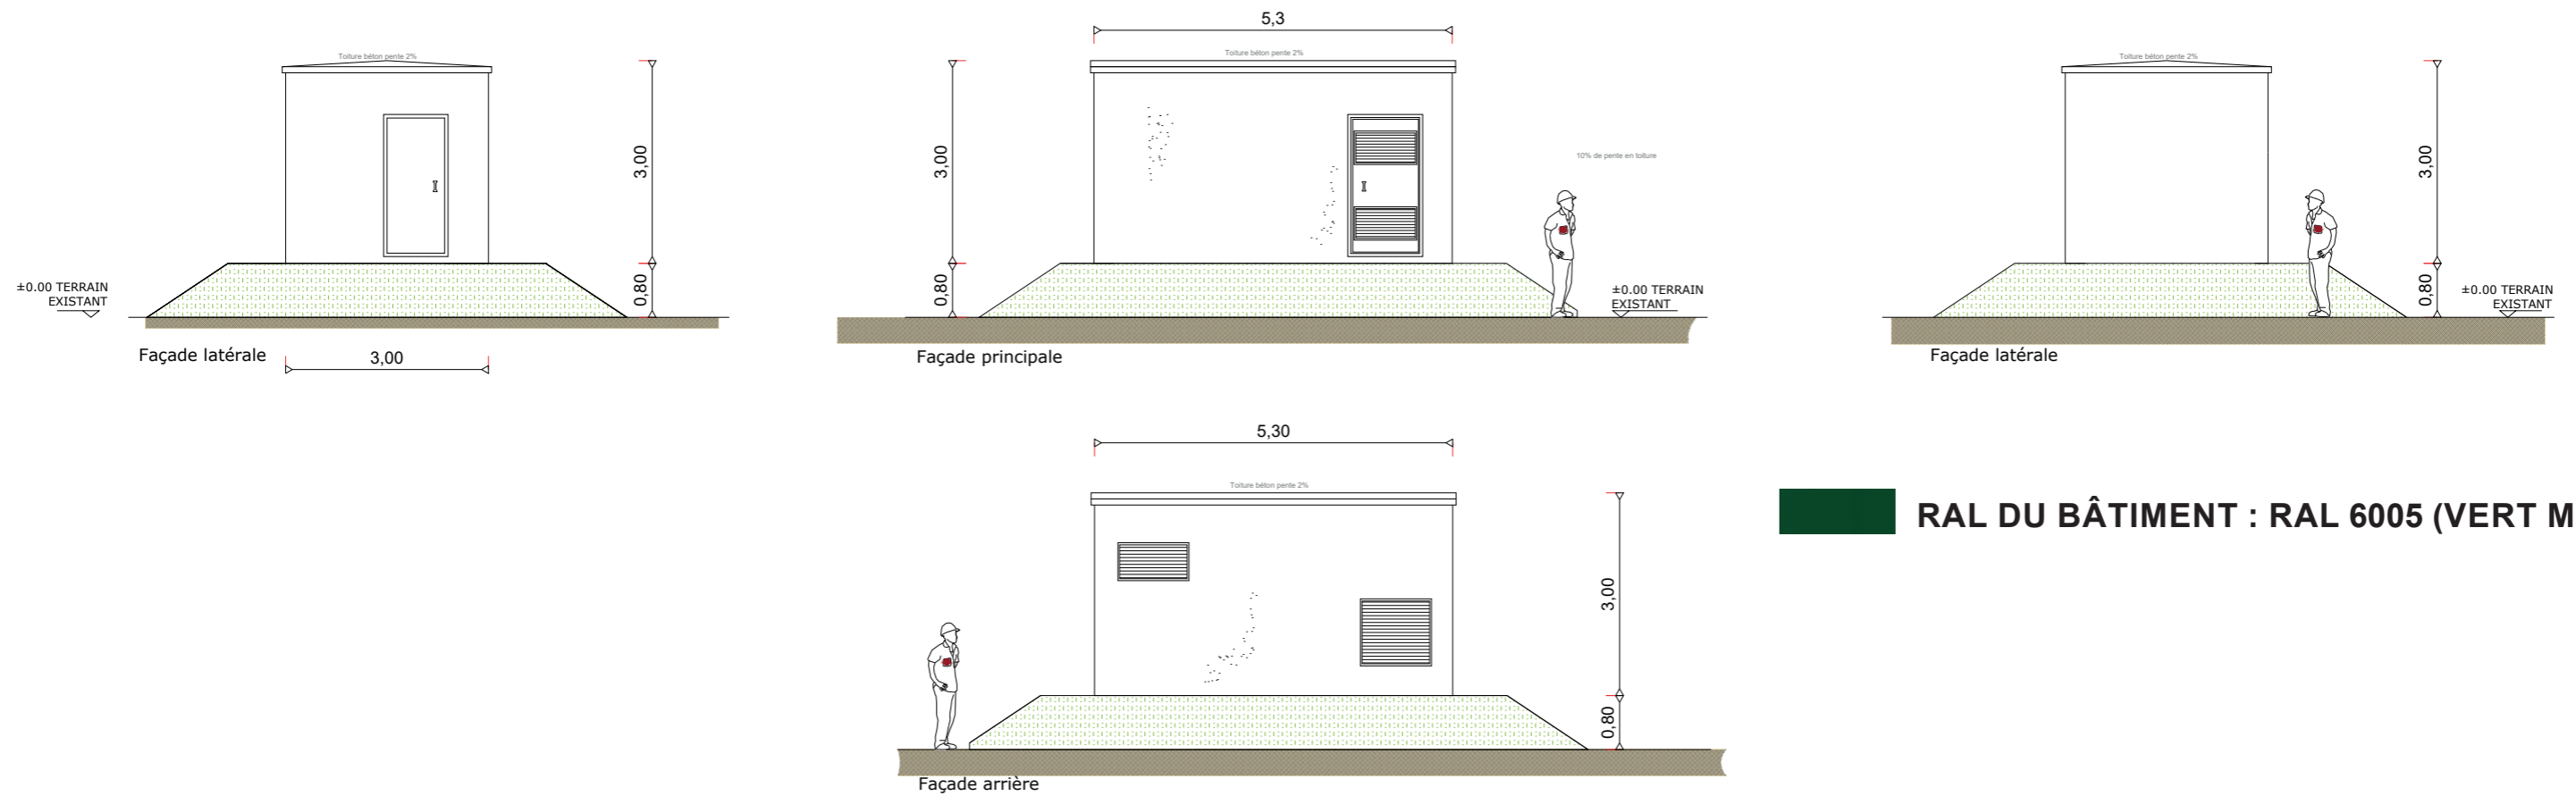 Toiture béton pente 2%
3,00
0,80
±0.00 TERRAIN
EXISTANT
Façade latérale
3,00
5,3
Toiture béton pente 2%
3,00
0,80
10% de pente en toiture
±0.00 TERRAIN
EXISTANT
Façade principale
Toiture béton pente 2%
3,00
0,80
±0.00 TERRAIN
EXISTANT
Façade latérale
5,30
Toiture béton pente 2%
3,00
0,80
Façade arrière
RAL DU BÂTIMENT : RAL 6005 (VERT M